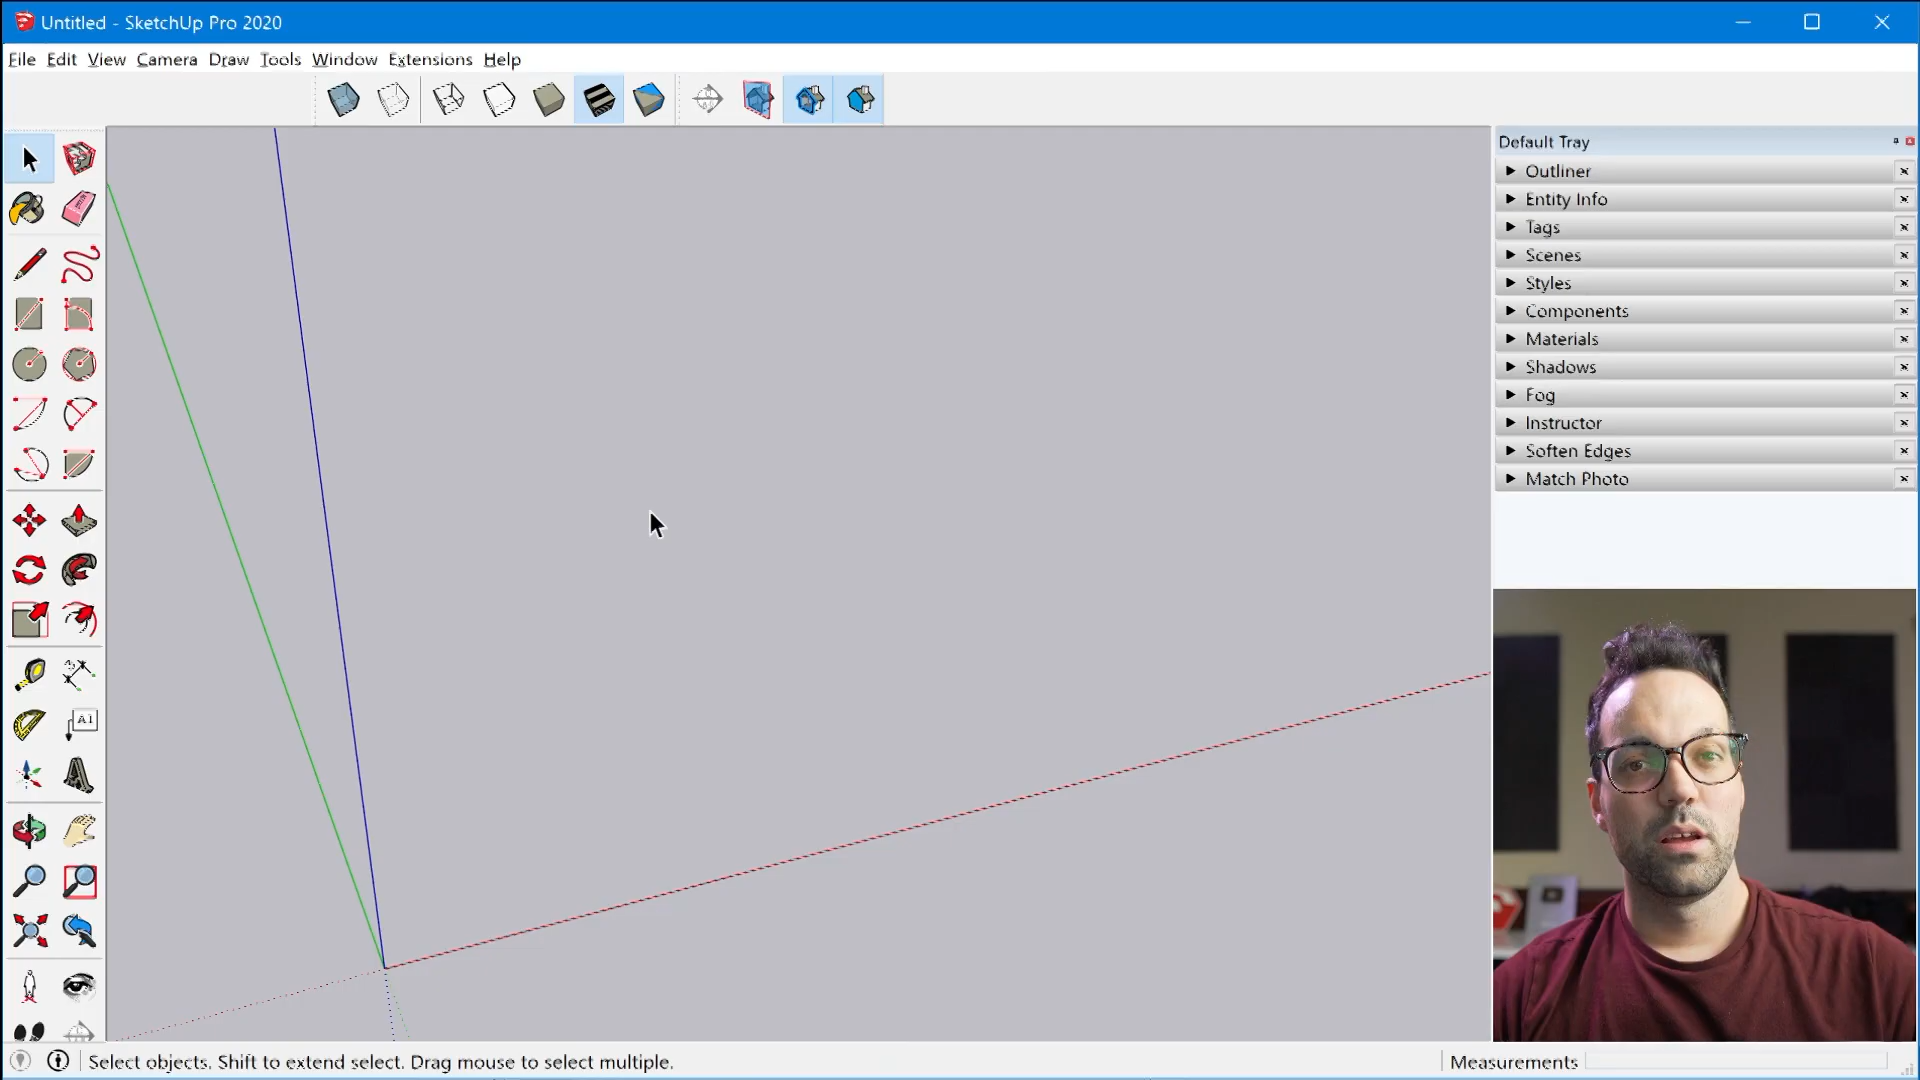 Untitled - SketchUp Pro 2020
File Edit View Camera Draw Tools Window Extensions Help
Default Tray
Outliner
Entity Info
Tags
Scenes
Styles
Components
Materials
Shadows
Fog
Instructor
Soften Edges
Match Photo
A1
Select objects. Shift to extend select. Drag mouse to select multiple.
Measurements